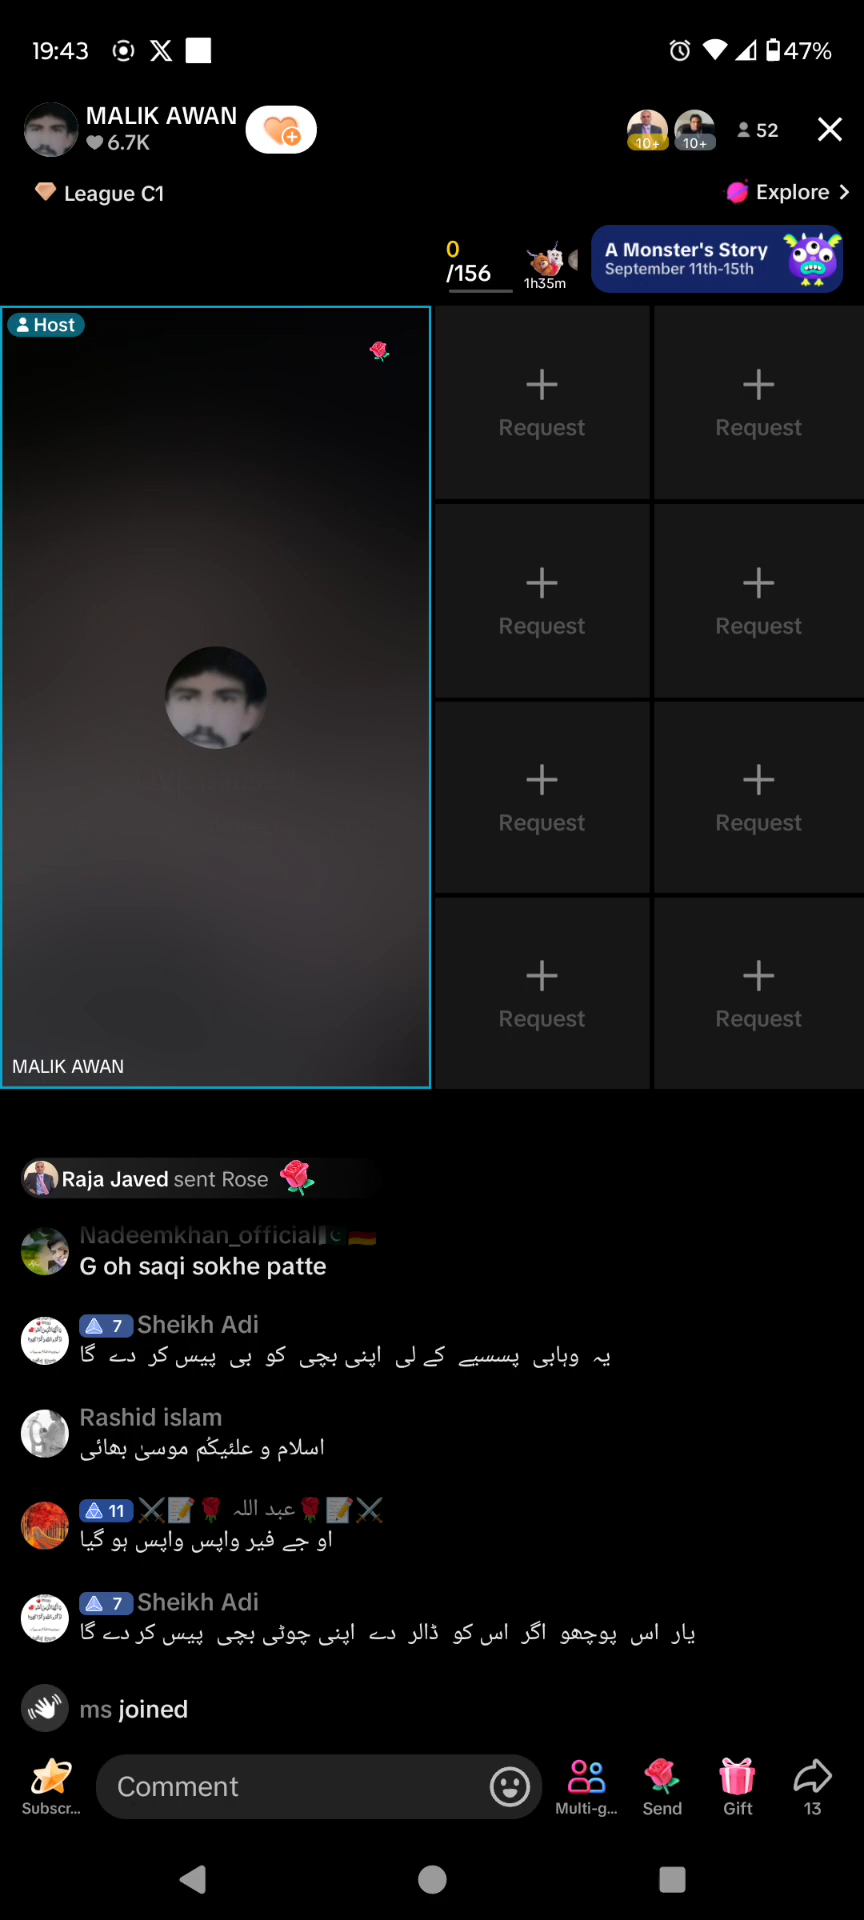 19:43
47%
MALIK AWAN
6.7K
10+
10+
52
League C1
Explore
0
/156
1h35m
A Monster's Story
September 11th-15th
Host
Request
Request
Request
Request
Request
Request
Request
Request
MALIK AWAN
Raja Javed sent Rose
Nadeemkhan_official
G oh saqi sokhe patte
7 Sheikh Adi
یہ وہابی پسسیے کے لی اپنی بچی کو بی پیس کر دے گا
Rashid islam
اسلام و علئیکُم موسیٰ بھائی
11 عبد اللہ
او جے فیر واپس واپس ہو گیا
7 Sheikh Adi
یار اس پوچھو اگر اس کو ڈالر دے اپنی چوٹی بچی پیس کر دے گا
ms joined
Comment
Subscr...
Multi-g...
Send
Gift
13